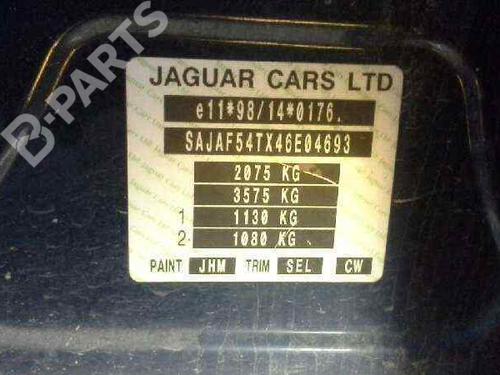 B-PARTS
JAGUAR CARS LTD
e11*98/14*0176.
SAJAF54TX46E04693
2075 KG
3575 KG
1 1130 KG
2- 1080 KG
PAINT JHM TRIM SEL CW
B-PARTS